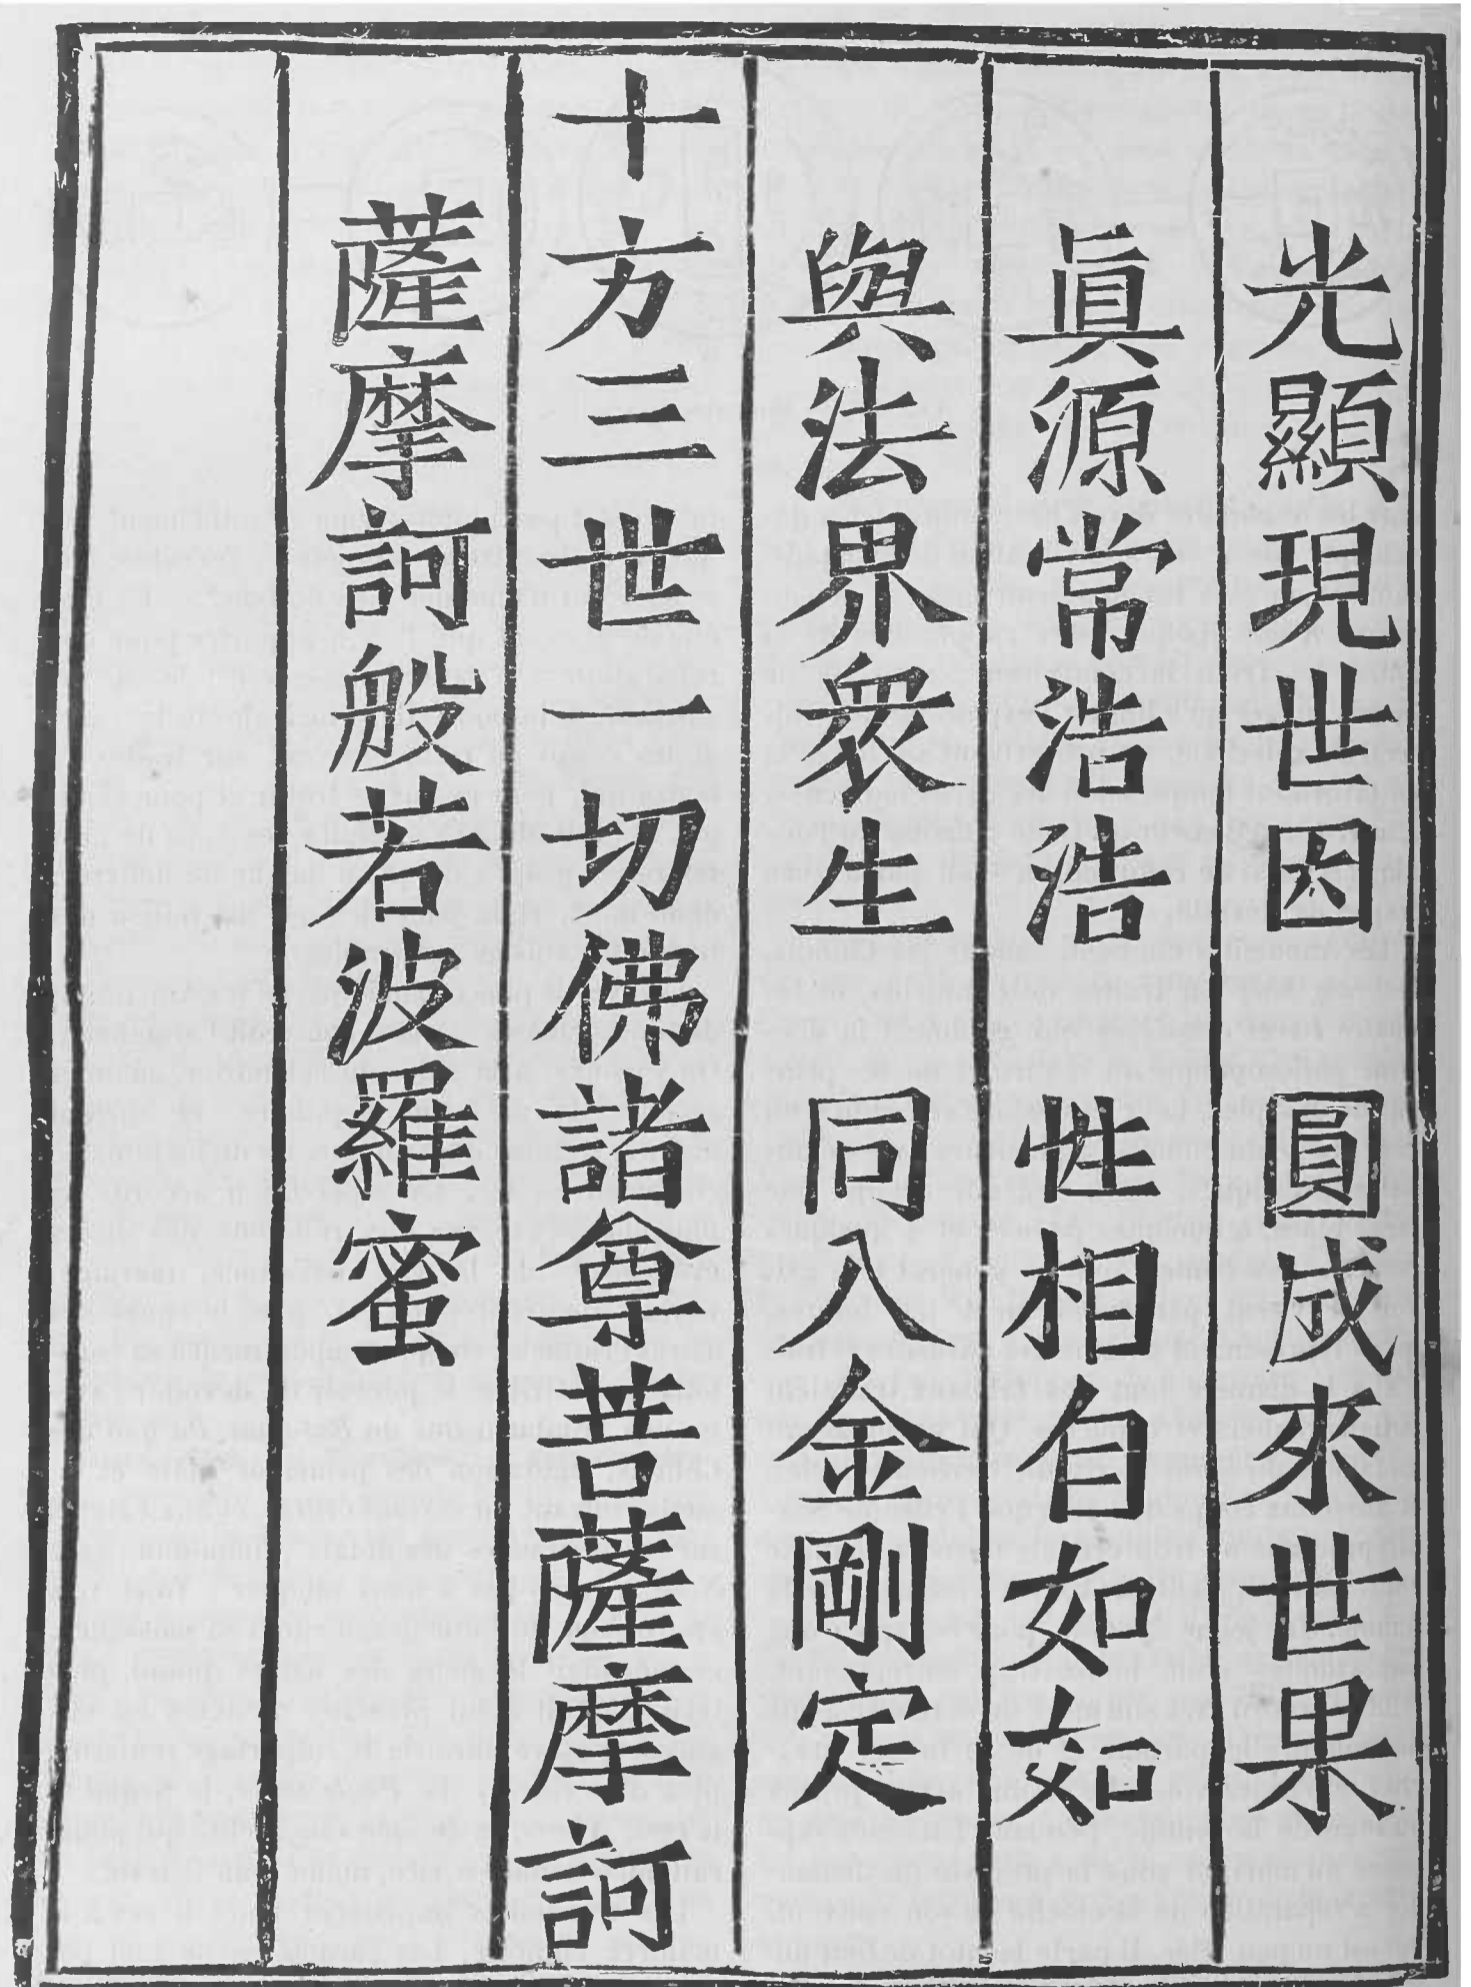 光顯現世因　圓成來世果
眞源常浩浩　性相自如如
與法界衆生　同入金剛定
十方三世一切佛諸尊菩薩摩訶
薩摩訶般若波羅蜜